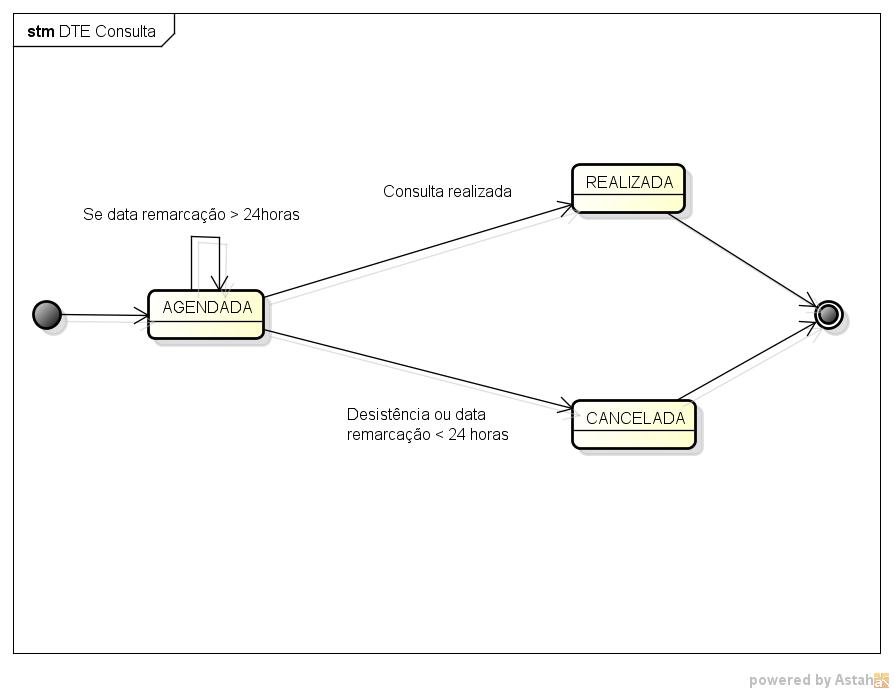 stm DTE Consulta
Consulta realizada
REALIZADA
Se data remarcação > 24horas
AGENDADA
Desistência ou data
remarcação < 24 horas
CANCELADA
powered by Astah